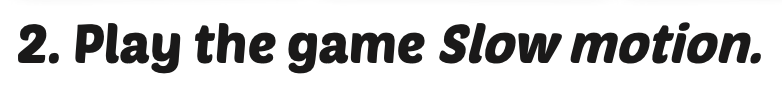 2. Play the game Slow motion.